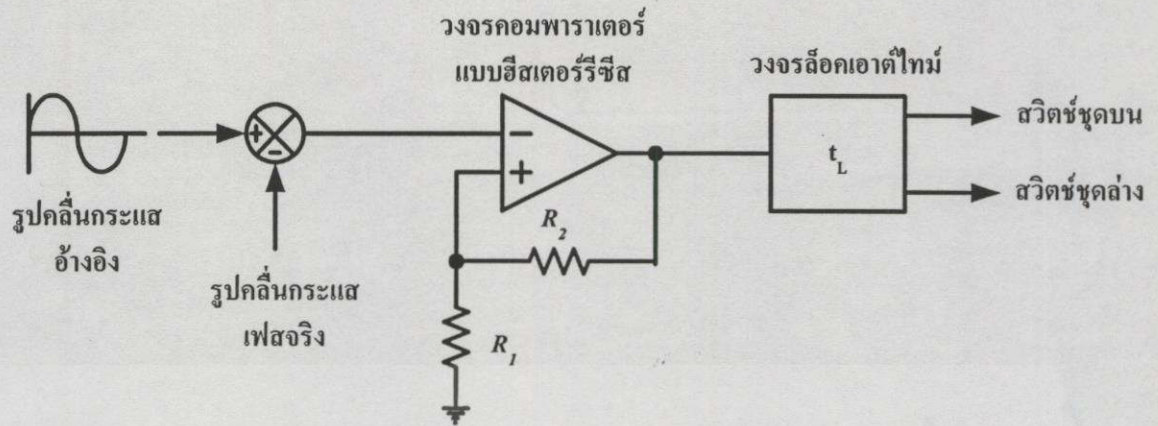 วงจรคอมพาราเตอร์
แบบฮีสเตอร์รีซีส
วงจรล็อคเอาต์ไทม์
สวิตช์ชุดบน
+
-
-
+
t_L
สวิตช์ชุดล่าง
รูปคลื่นกระแส
อ้างอิง
R_2
รูปคลื่นกระแส
เฟสจริง
R_1